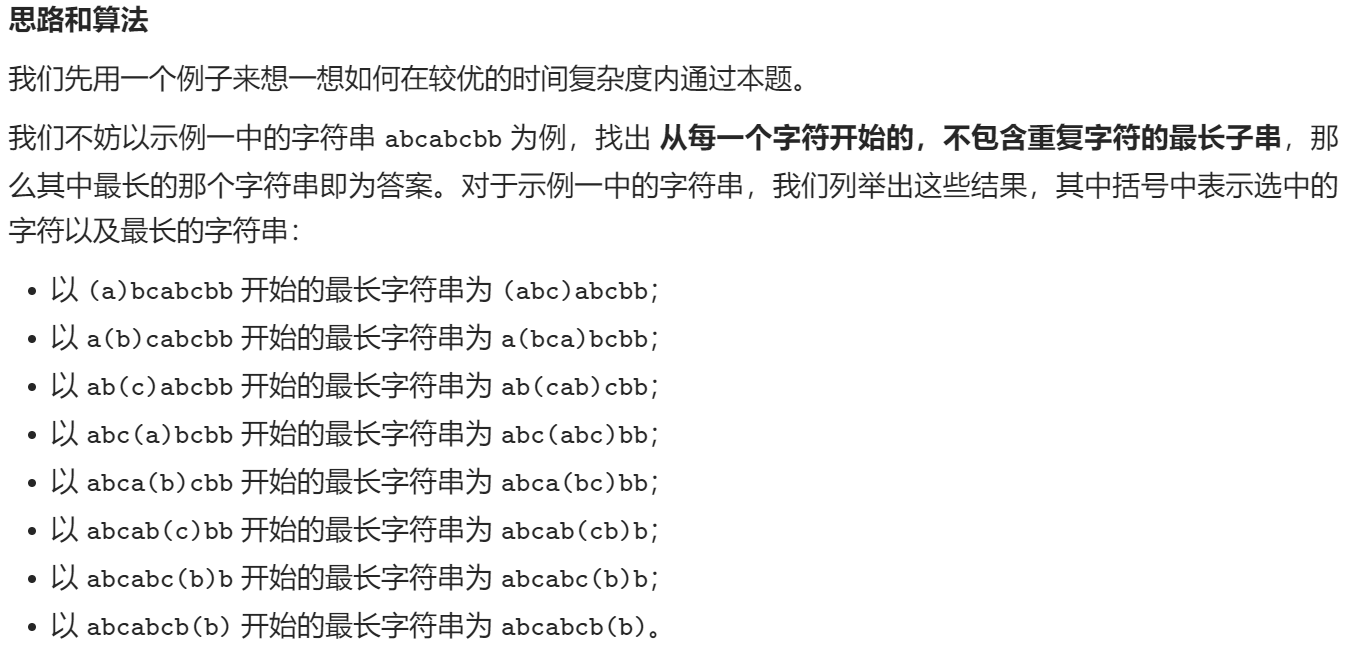 思路和算法
我们先用一个例子来想一想如何在较优的时间复杂度内通过本题。
我们不妨以示例一中的字符串 abcabcbb 为例，找出 从每一个字符开始的，不包含重复字符的最长子串，那
么其中最长的那个字符串即为答案。对于示例一中的字符串，我们列举出这些结果，其中括号中表示选中的
字符以及最长的字符串：
• 以 (a)bcabcbb 开始的最长字符串为 (abc)abcbb；
• 以 a(b)cabcbb 开始的最长字符串为 a(bca)bcbb；
• 以 ab(c)abcbb 开始的最长字符串为 ab(cab)cbb；
• 以 abc(a)bcbb 开始的最长字符串为 abc(abc)bb；
• 以 abca(b)cbb 开始的最长字符串为 abca(bc)bb；
• 以 abcab(c)bb 开始的最长字符串为 abcab(cb)b；
• 以 abcabc(b)b 开始的最长字符串为 abcabc(b)b；
• 以 abcabcb(b) 开始的最长字符串为 abcabcb(b)。